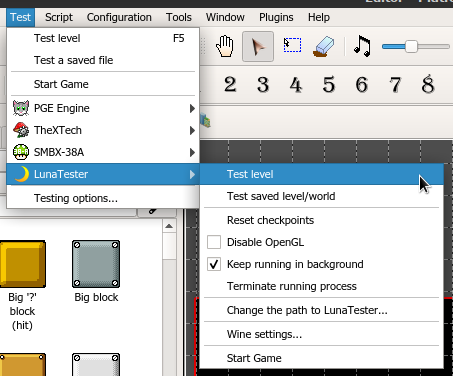 Test Script Configuration Tools Window Plugins Help
Test level F5
Test a saved file
Start Game
2 3 4 5 6 7 8
PGE Engine
TheXTech
SMBX-38A
LunaTester
Testing options...
Test level
Test saved level/world
Reset checkpoints
Disable OpenGL
Keep running in background
Terminate running process
Change the path to LunaTester...
Wine settings...
Start Game
Big '?'
block
(hit)
Big block